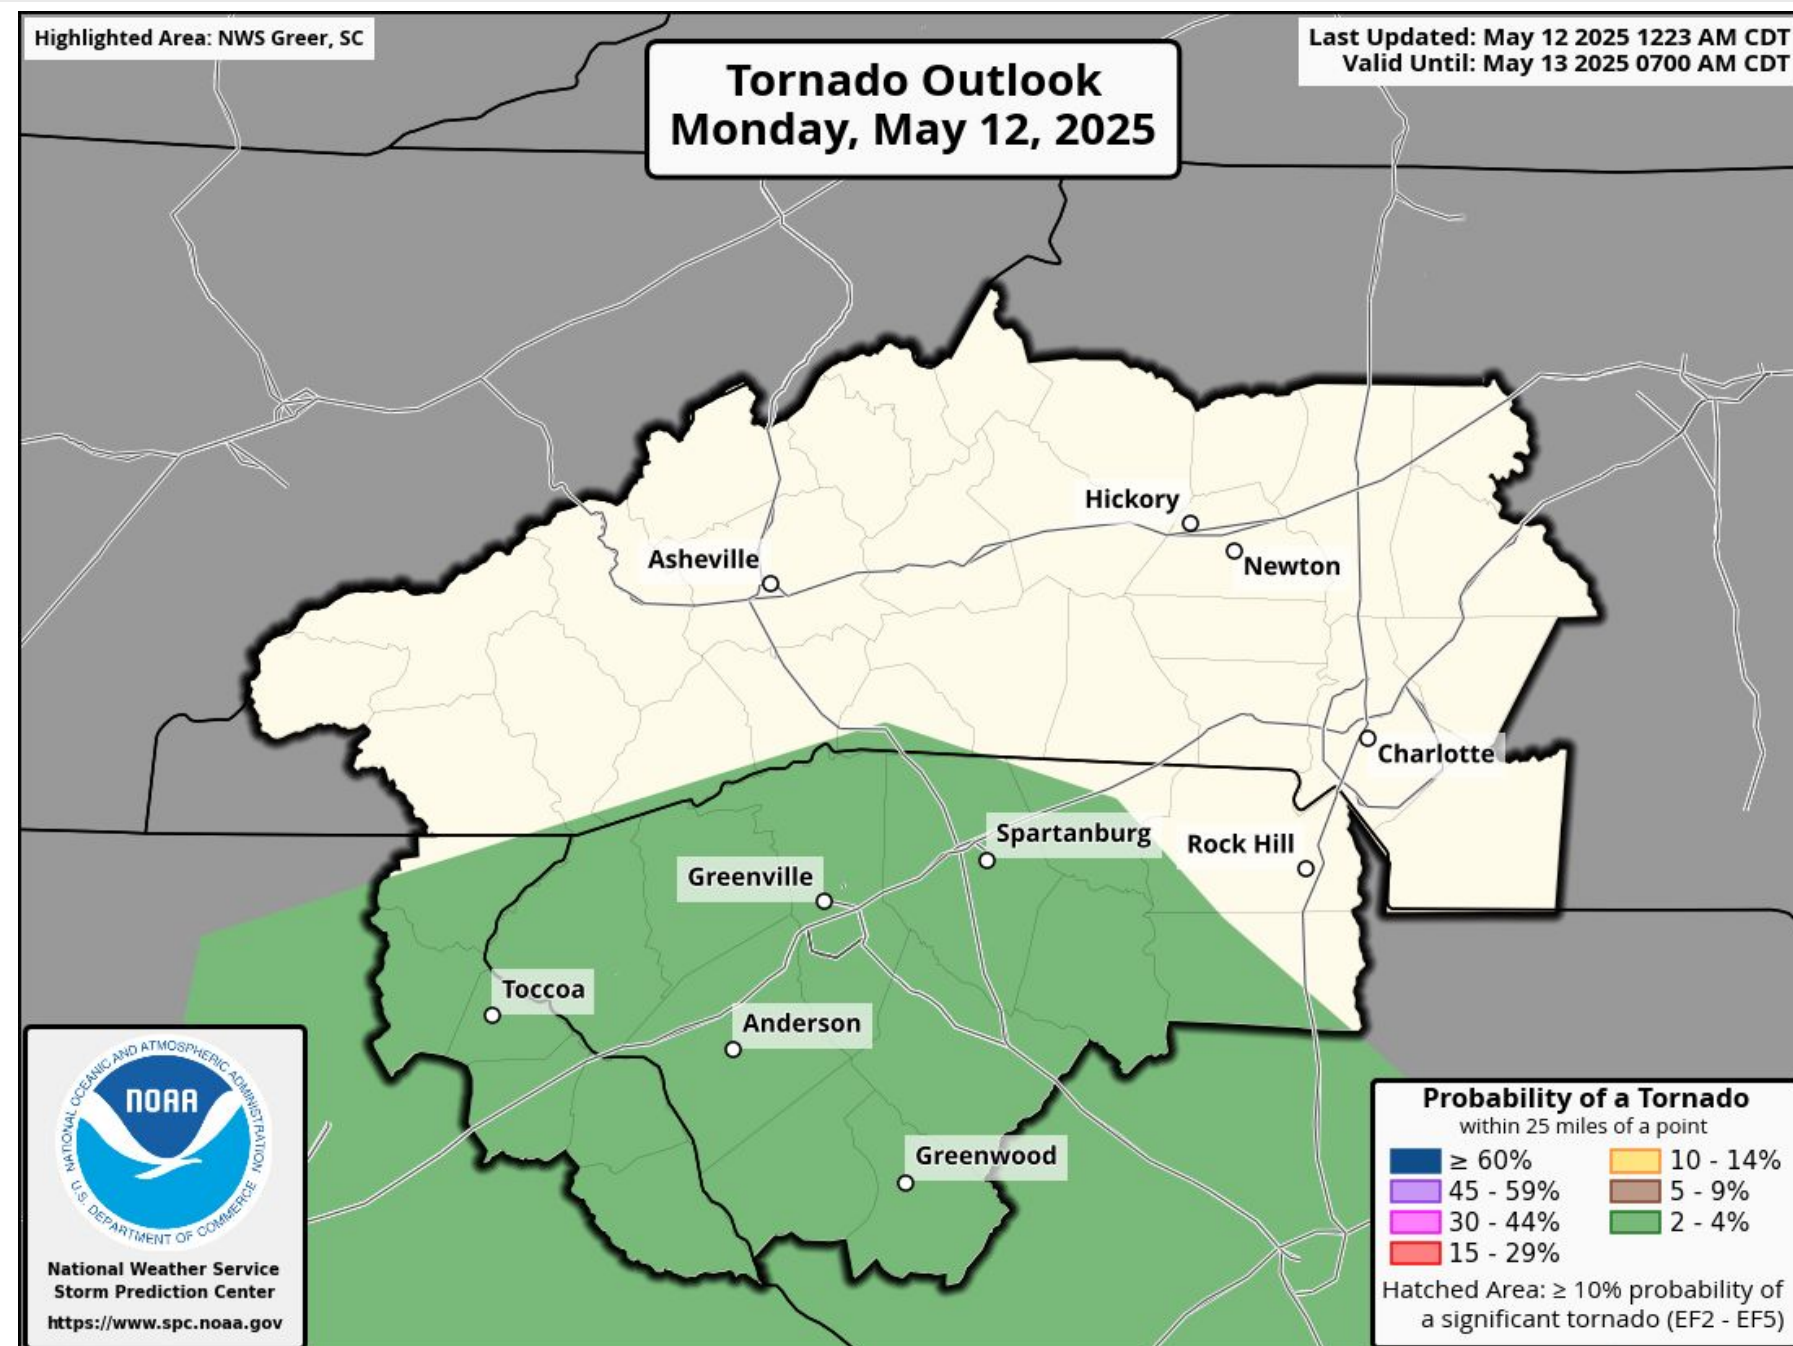 Highlighted Area: NWS Greer, SC
Last Updated: May 12 2025 1223 AM CDT
Valid Until: May 13 2025 0700 AM CDT
Tornado Outlook
Monday, May 12, 2025
Hickory
Asheville
Newton
Charlotte
Spartanburg
Rock Hill
Greenville
Toccoa
Anderson
Greenwood
NATIONAL OCEANIC AND ATMOSPHERIC ADMINISTRATION
NOAA
U.S. DEPARTMENT OF COMMERCE
National Weather Service
Storm Prediction Center
https://www.spc.noaa.gov
Probability of a Tornado
within 25 miles of a point
≥ 60%
45 - 59%
30 - 44%
15 - 29%
10 - 14%
5 - 9%
2 - 4%
Hatched Area: ≥ 10% probability of
a significant tornado (EF2 - EF5)